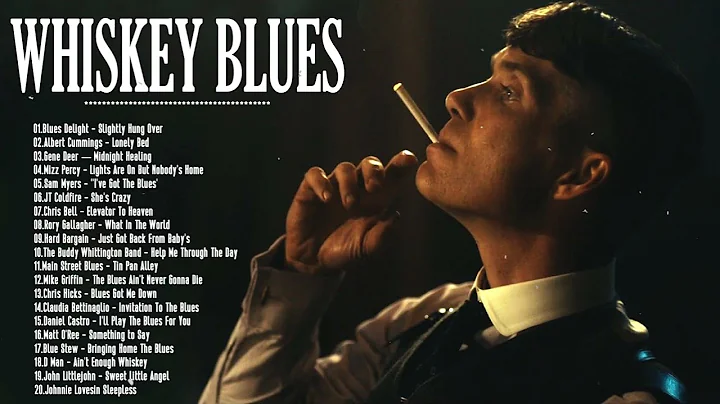 WHISKEY BLUES
01.Blues Delight - Slightly Hung Over
02.Albert Cummings - Lonely Bed
03.Gene Deer — Midnight Healing
04.Mizz Percy - Lights Are On But Nobody's Home
05.Sam Myers - "I've Got The Blues'
06.JT Coldfire - She's Crazy
07.Chris Bell - Elevator To Heaven
08.Rory Gallagher - What In The World
09.Hard Bargain - Just Got Back From Baby's
10.The Buddy Whittington Band - Help Me Through The Day
11.Main Street Blues - Tin Pan Alley
12.Mike Griffin - The Blues Ain't Never Gonna Die
13.Chris Hicks - Blues Got Me Down
14.Claudia Bettinaglio - Invitation To The Blues
15.Daniel Castro - I'll Play The Blues For You
16.Matt O'Ree - Something to Say
17.Blue Stew - Bringing Home The Blues
18.D Man - Ain't Enough Whiskey
19.John Littlejohn - Sweet Little Angel
20.Johnnie Lovesin Sleepless